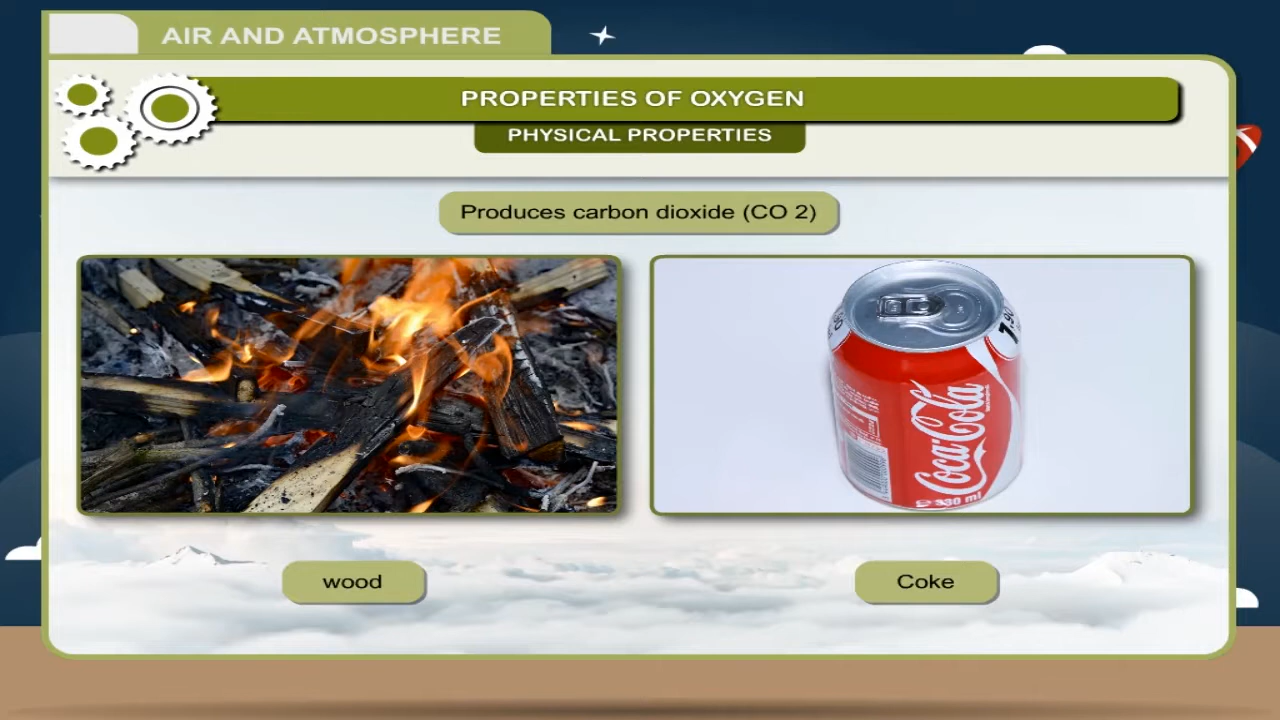 AIR AND ATMOSPHERE
PROPERTIES OF OXYGEN
PHYSICAL PROPERTIES
Produces carbon dioxide (CO 2)
Coca-Cola
330 ml
wood
Coke